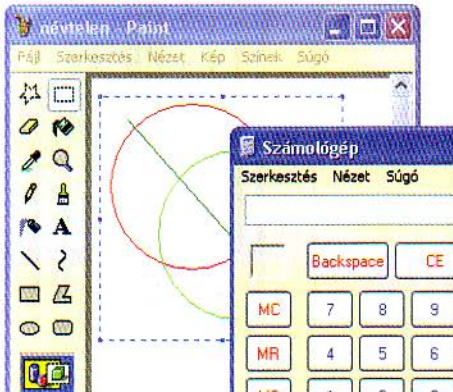 névtelen - Paint
Fájl Szerkesztés Nézet Kép Színek Súgó
A
Számológép
Szerkesztés Nézet Súgó
Backspace CE
MC 7 8 9
MR 4 5 6